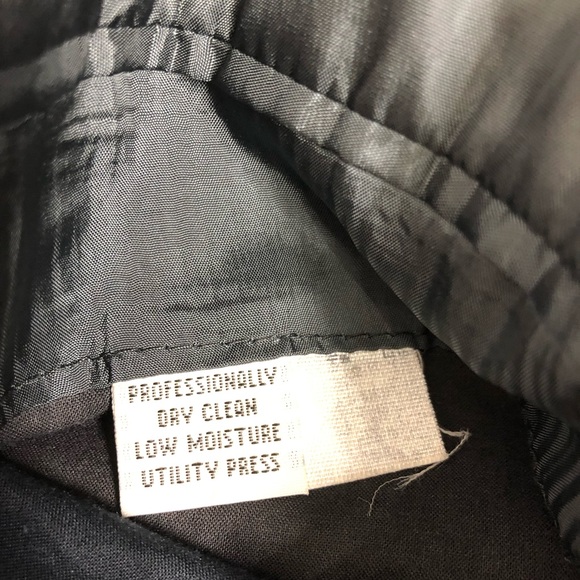 PROFESSIONALLY
DRY CLEAN
LOW MOISTURE
UTILITY PRESS